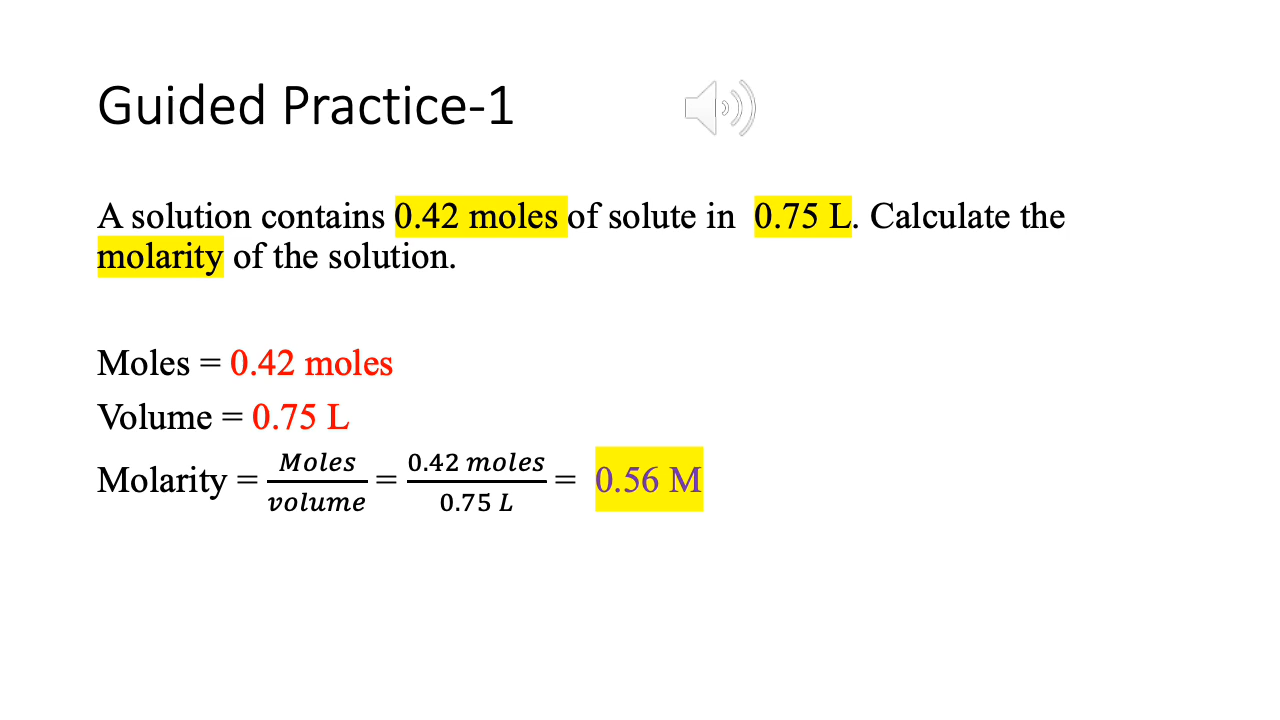 Guided Practice-1
A solution contains 0.42 moles of solute in 0.75 L. Calculate the
molarity of the solution.
Moles = 0.42 moles
Volume = 0.75 L
Molarity = Moles/volume = 0.42 moles/0.75 L = 0.56 M